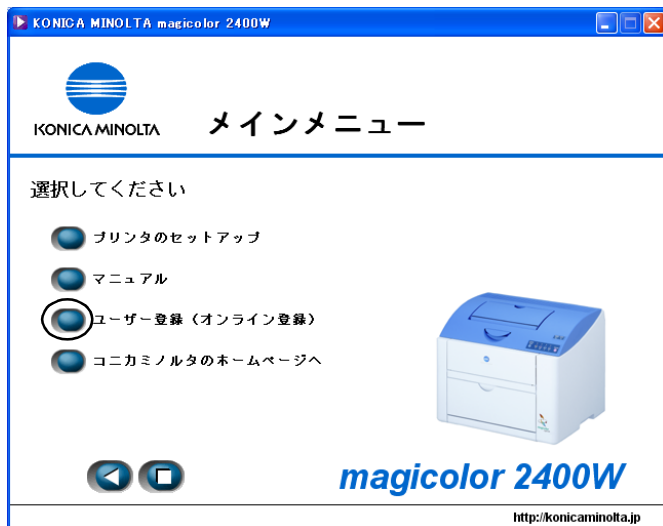 KONICA MINOLTA magicolor 2400W
KONICA MINOLTA
メインメニュー
選択してください
プリンタのセットアップ
マニュアル
ユーザー登録（オンライン登録）
コニカミノルタのホームページへ
magicolor 2400W
http://konicaminolta.jp